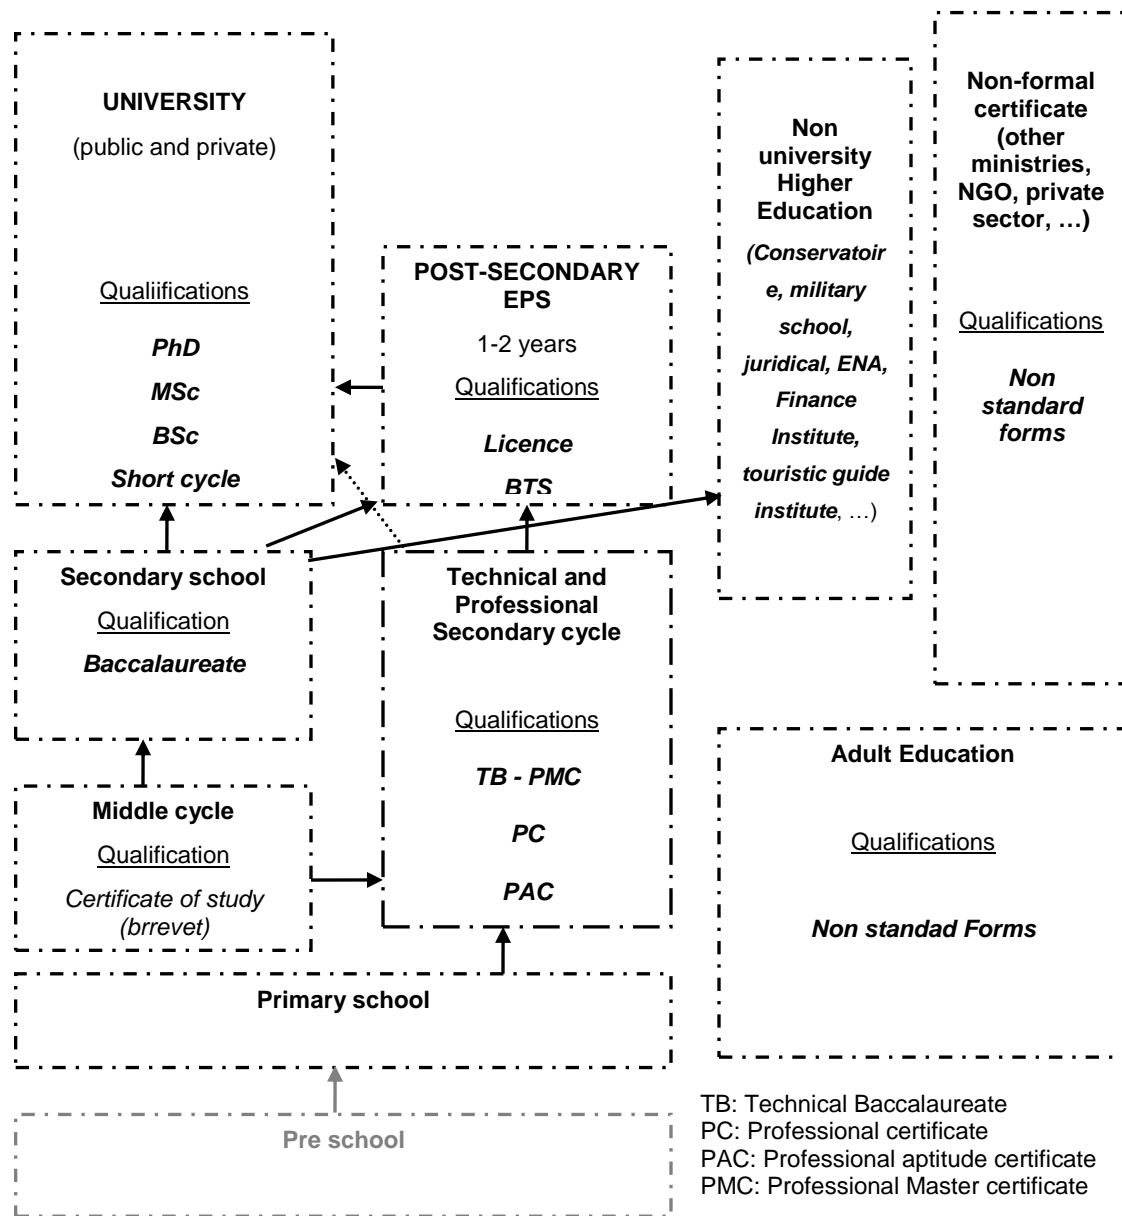 UNIVERSITY
(public and private)
Qualiifications
PhD
MSc
BSc
Short cycle
POST-SECONDARY
EPS
1-2 years
Qualifications
Licence
BTS
Non
university
Higher
Education
(Conservatoir
e, military
school,
juridical, ENA,
Finance
Institute,
touristic guide
institute, …)
Non-formal
certificate
(other
ministries,
NGO, private
sector, …)
Qualifications
Non
standard
forms
Secondary school
Qualification
Baccalaureate
Technical and
Professional
Secondary cycle
Qualifications
TB - PMC
PC
PAC
Middle cycle
Qualification
Certificate of study
(brrevet)
Adult Education
Qualifications
Non standad Forms
Primary school
Pre school
TB: Technical Baccalaureate
PC: Professional certificate
PAC: Professional aptitude certificate
PMC: Professional Master certificate